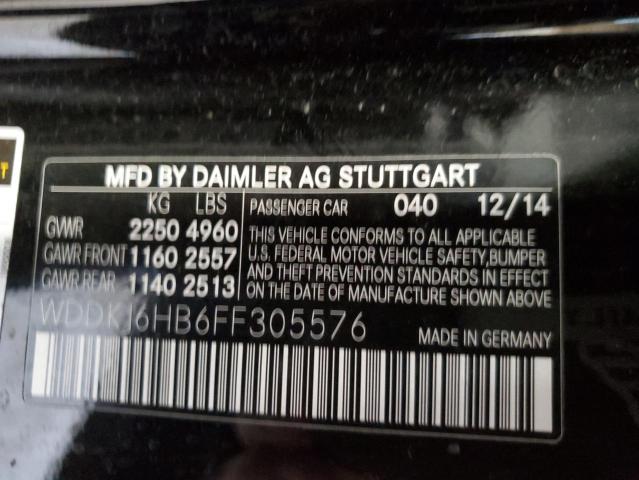 MFD BY DAIMLER AG STUTTGART
KG LBS
GVWR 2250 4960
GAWR FRONT 1160 2557
GAWR REAR 1140 2513
PASSENGER CAR 040 12/14
THIS VEHICLE CONFORMS TO ALL APPLICABLE
U.S. FEDERAL MOTOR VEHICLE SAFETY,BUMPER
AND THEFT PREVENTION STANDARDS IN EFFECT
ON THE DATE OF MANUFACTURE SHOWN ABOVE
WDDKJ6HB6FF305576
MADE IN GERMANY